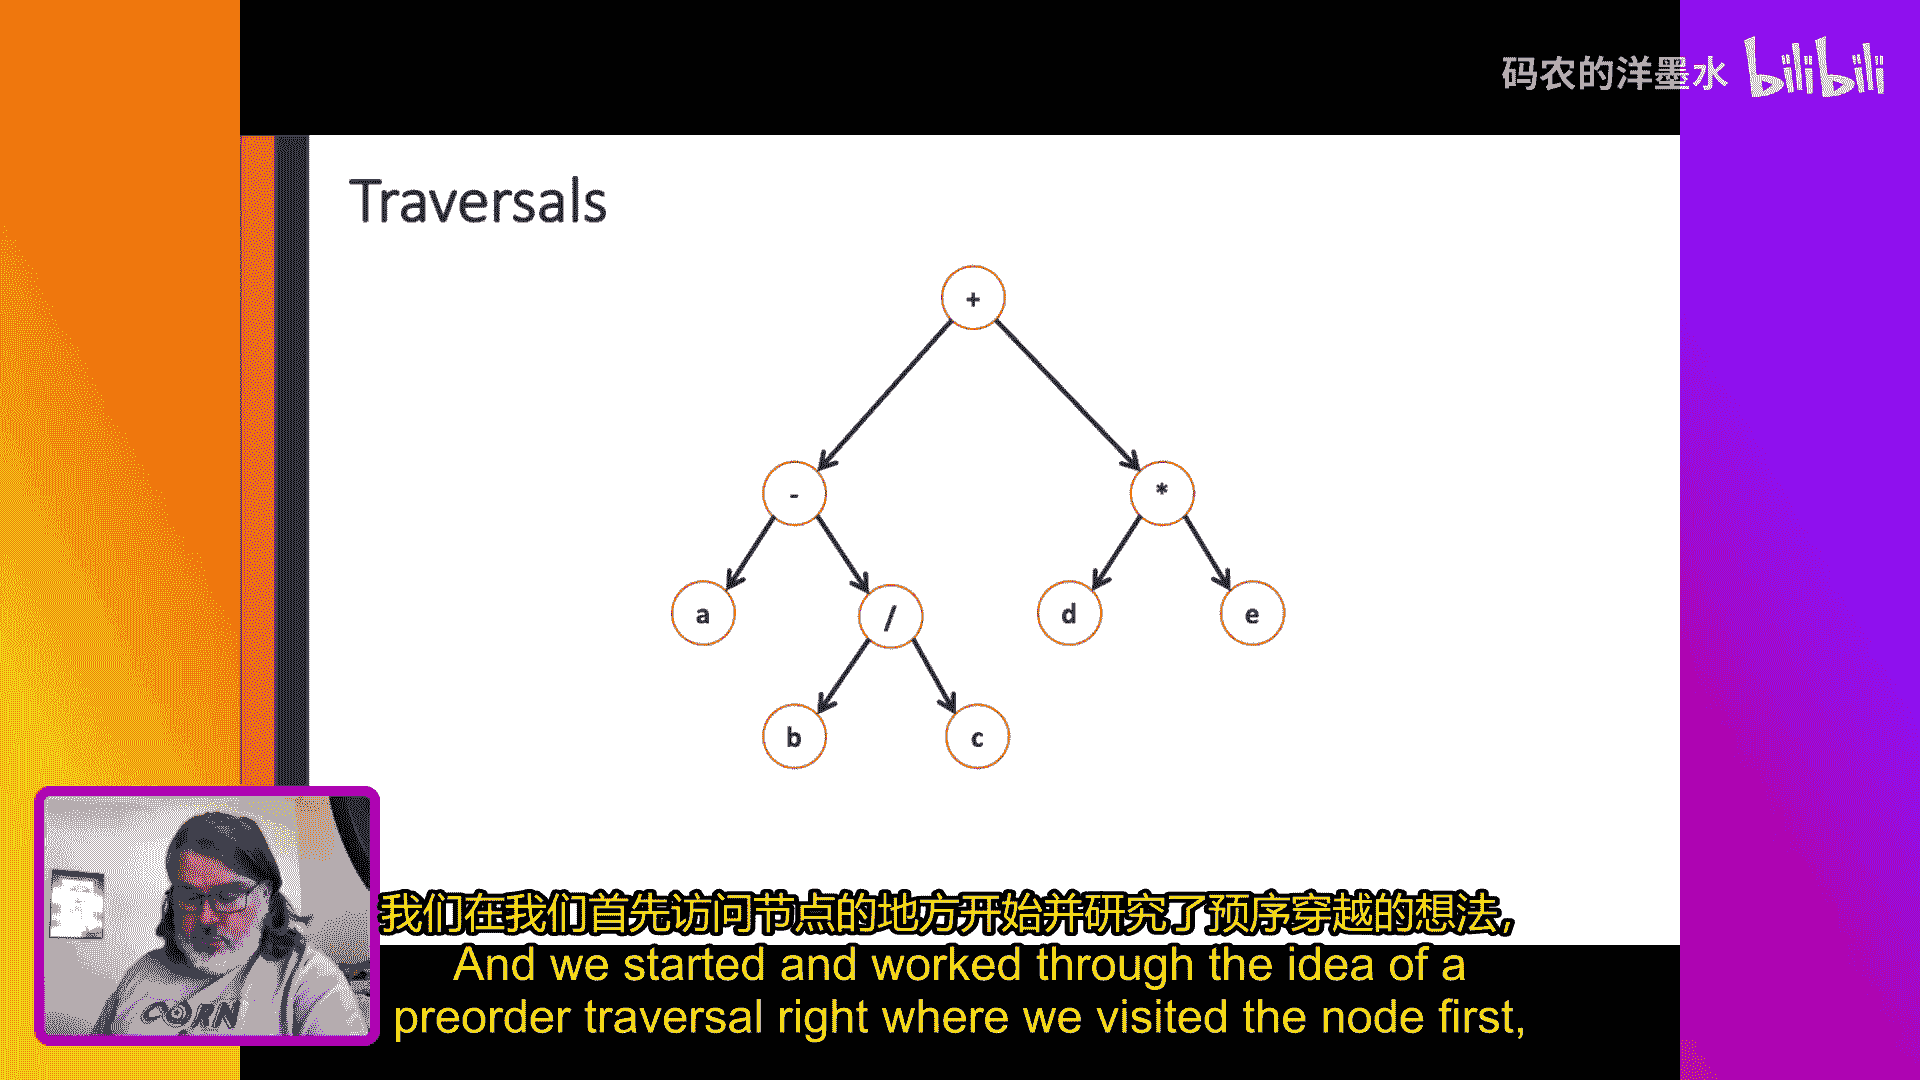 码农的洋墨水 bilibili
Traversals
+
-
*
a
/
d
e
b
c
CORN
我们在我们首先访问节点的地方开始并研究了预序穿越的想法，
And we started and worked through the idea of a
preorder traversal right where we visited the node first,